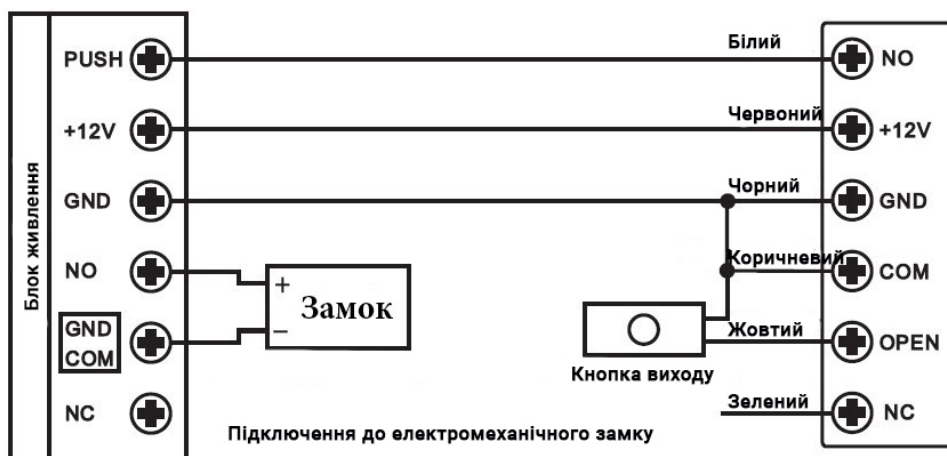 Блок живлення
PUSH
Білий
NO
+12V
Червоний
+12V
GND
Чорний
GND
NO
+
Замок
–
Коричневий
COM
GND
COM
Жовтий
OPEN
Кнопка виходу
NC
Зелений
NC
Підключення до електромеханічного замку